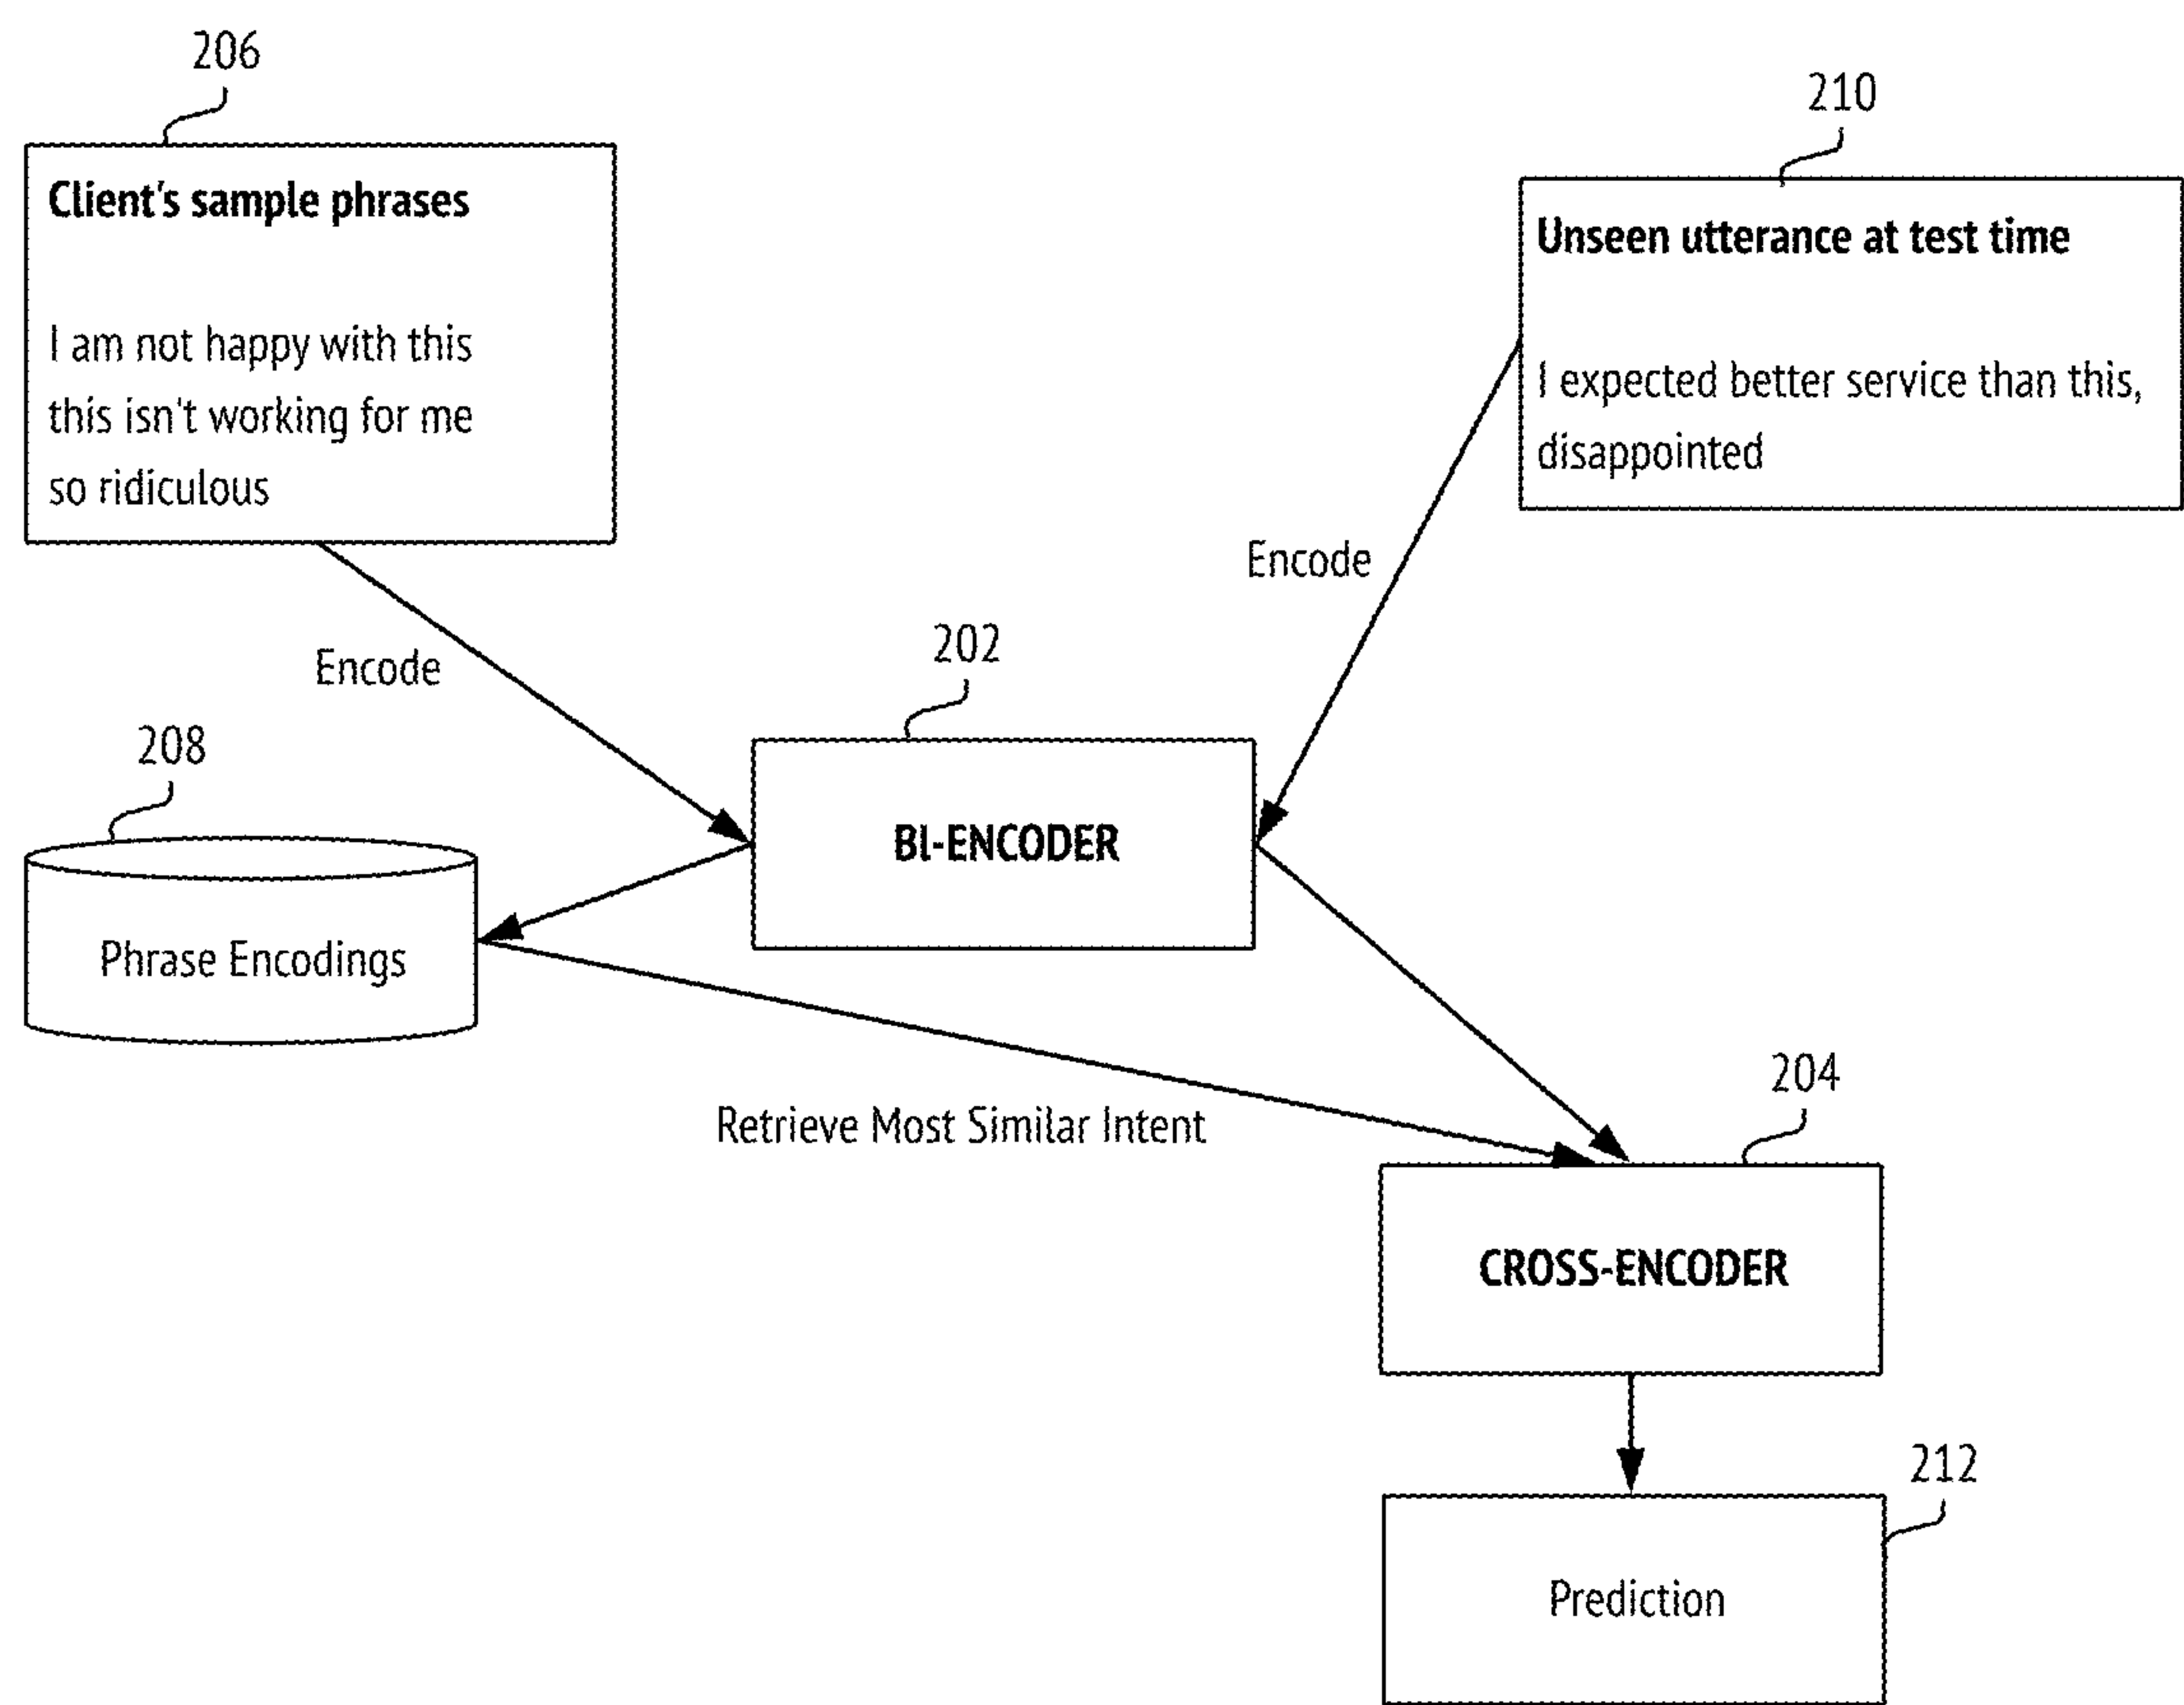 206
Client's sample phrases
I am not happy with this
this isn't working for me
so ridiculous
210
Unseen utterance at test time
I expected better service than this,
disappointed
Encode
Encode
202
BI-ENCODER
208
Phrase Encodings
Retrieve Most Similar Intent
204
CROSS-ENCODER
212
Prediction